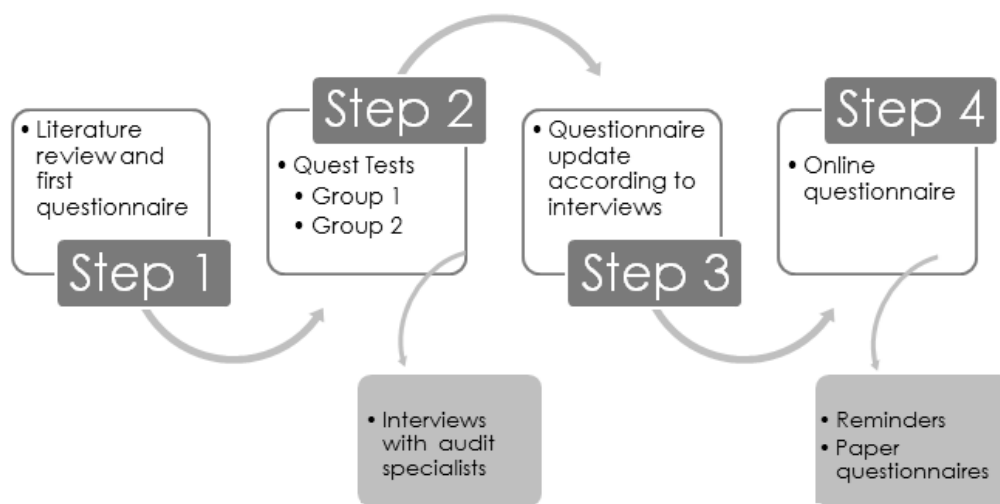 • Literature
review and
first
questionnaire
Step 1
Step 2
• Quest Tests
• Group 1
• Group 2
• Interviews
with audit
specialists
• Questionnaire
update
according to
interviews
Step 3
Step 4
• Online
questionnaire
• Reminders
• Paper
questionnaires